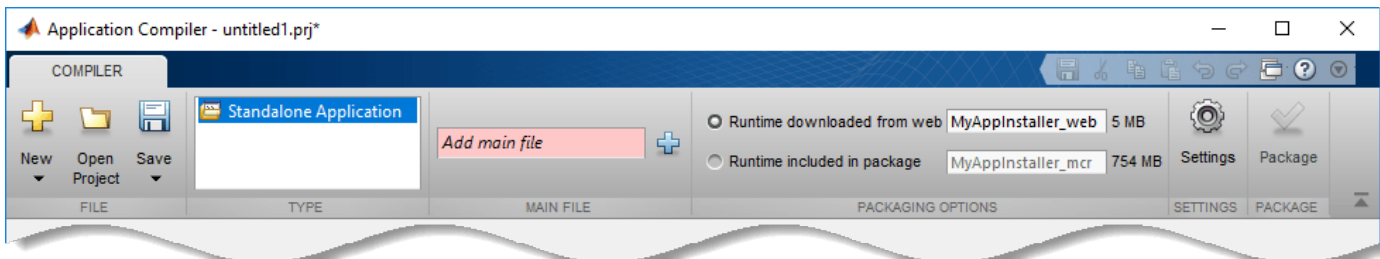 Application Compiler - untitled1.prj*
COMPILER
New
Open Project
Save
FILE
Standalone Application
TYPE
Add main file
MAIN FILE
Runtime downloaded from web MyAppInstaller_web 5 MB
Runtime included in package MyAppInstaller_mcr 754 MB
PACKAGING OPTIONS
Settings
SETTINGS
Package
PACKAGE